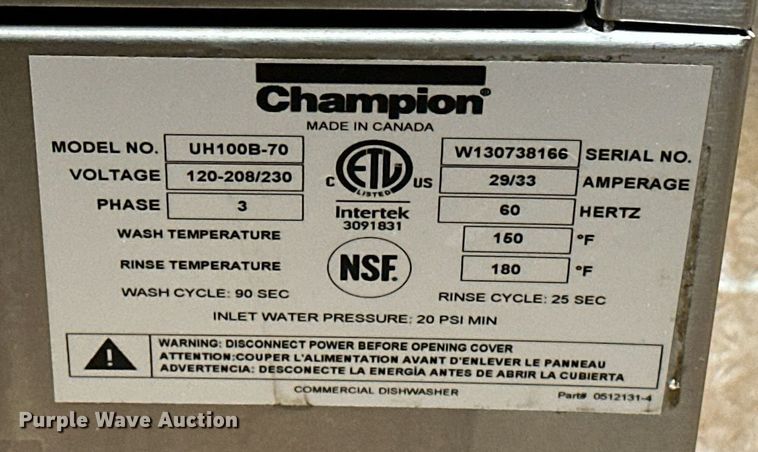 Champion®
MADE IN CANADA
MODEL NO. UH100B-70 W130738166 SERIAL NO.
VOLTAGE 120-208/230 C ETL US 29/33 AMPERAGE
LISTED
PHASE 3 Intertek 60 HERTZ
3091831
WASH TEMPERATURE 150 °F
RINSE TEMPERATURE NSF. 180 °F
WASH CYCLE: 90 SEC RINSE CYCLE: 25 SEC
INLET WATER PRESSURE: 20 PSI MIN
WARNING: DISCONNECT POWER BEFORE OPENING COVER
ATTENTION:COUPER L'ALIMENTATION AVANT D'ENLEVER LE PANNEAU
ADVERTENCIA: DESCONECTE LA ENERGÍA ANTES DE ABRIR LA CUBIERTA
COMMERCIAL DISHWASHER Part# 0512131-4
Purple Wave Auction